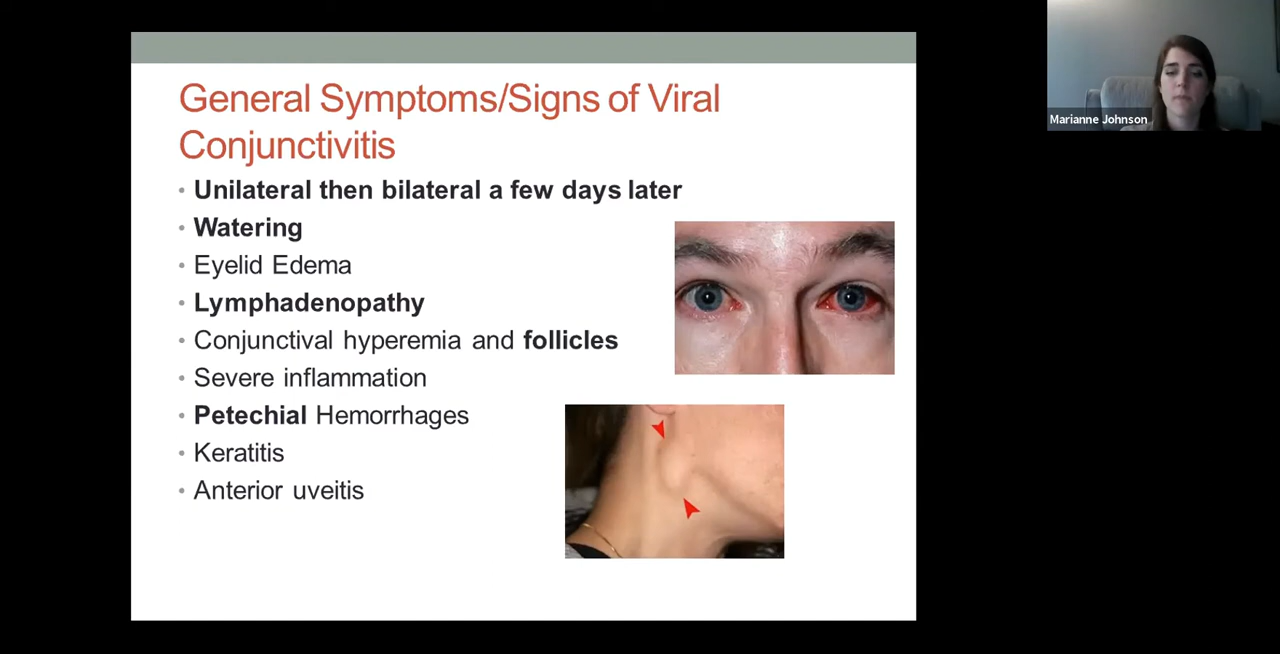 General Symptoms/Signs of Viral
Conjunctivitis
• Unilateral then bilateral a few days later
• Watering
• Eyelid Edema
• Lymphadenopathy
• Conjunctival hyperemia and follicles
• Severe inflammation
• Petechial Hemorrhages
• Keratitis
• Anterior uveitis
Marianne Johnson